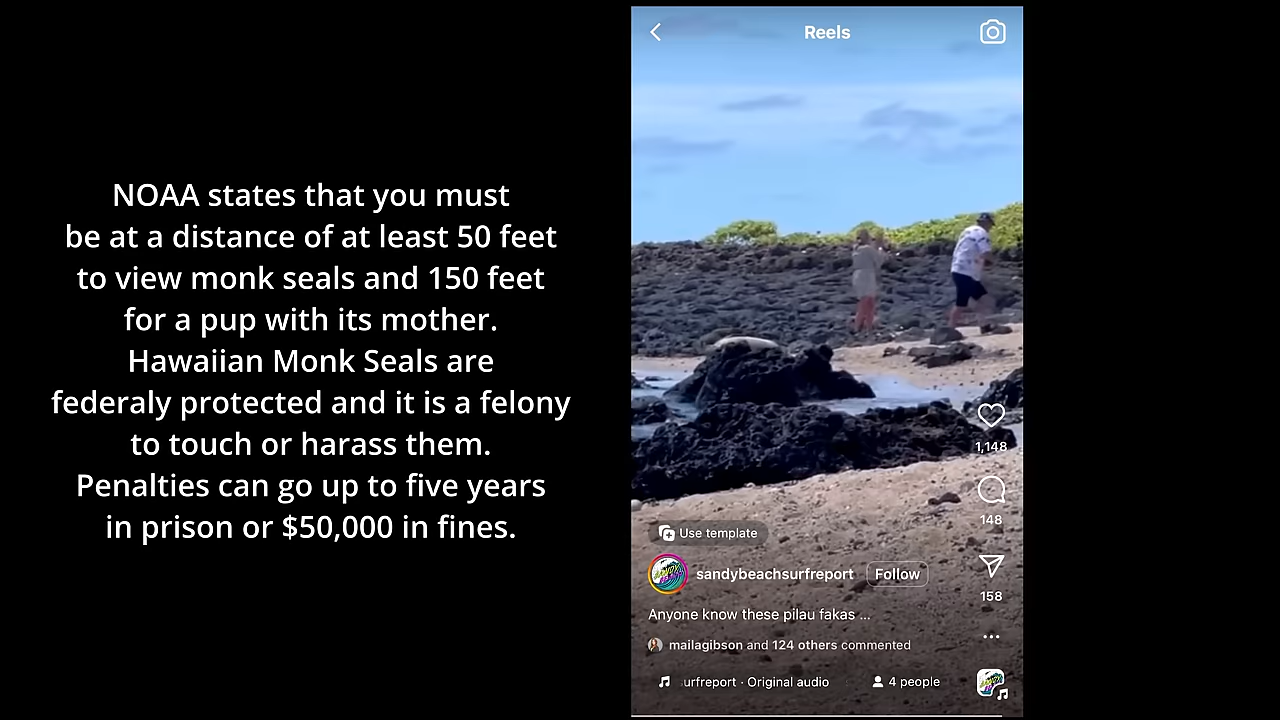 NOAA states that you must
be at a distance of at least 50 feet
to view monk seals and 150 feet
for a pup with its mother.
Hawaiian Monk Seals are
federaly protected and it is a felony
to touch or harass them.
Penalties can go up to five years
in prison or $50,000 in fines.
Reels
1,148
148
Use template
sandybeachsurfreport Follow
158
Anyone know these pilau fakas ...
mailagibson and 124 others commented
urfreport · Original audio 4 people